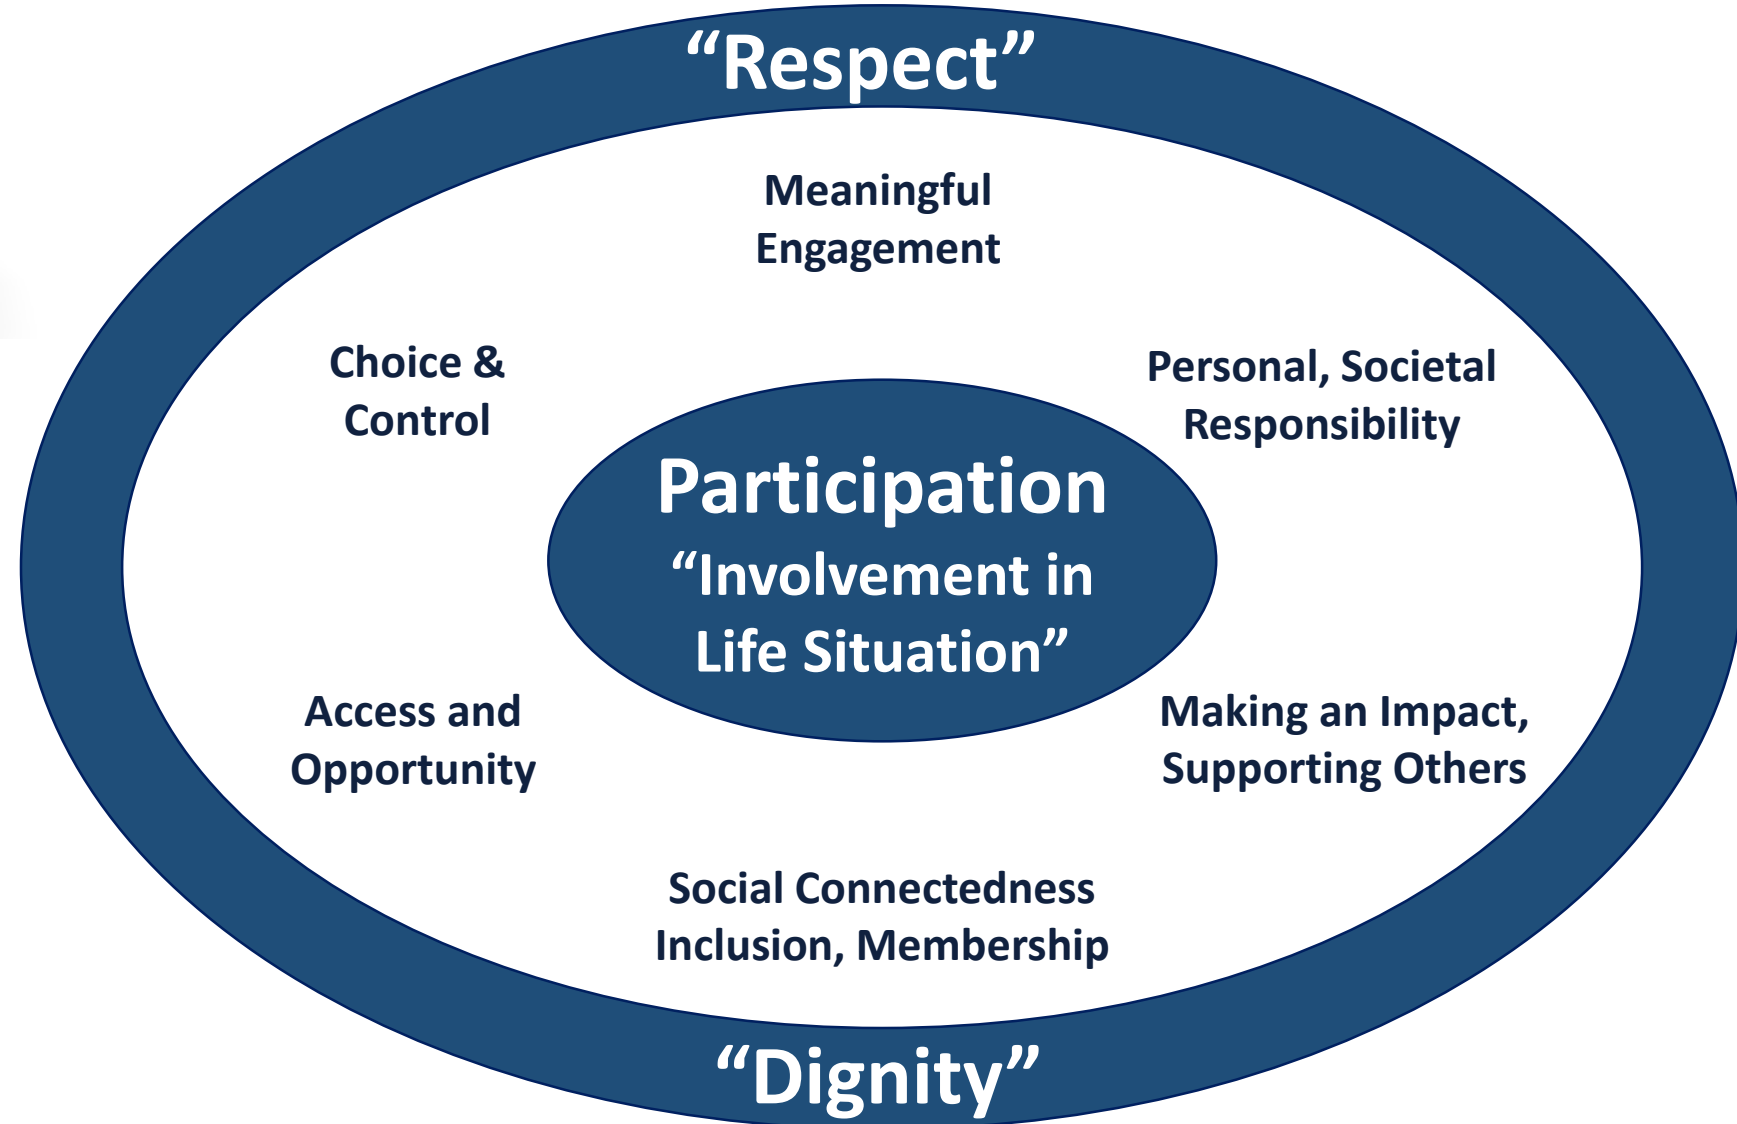 “Respect”
Meaningful
Engagement
Choice &
Control
Personal, Societal
Responsibility
Participation
“Involvement in
Life Situation”
Access and
Opportunity
Making an Impact,
Supporting Others
Social Connectedness
Inclusion, Membership
“Dignity”